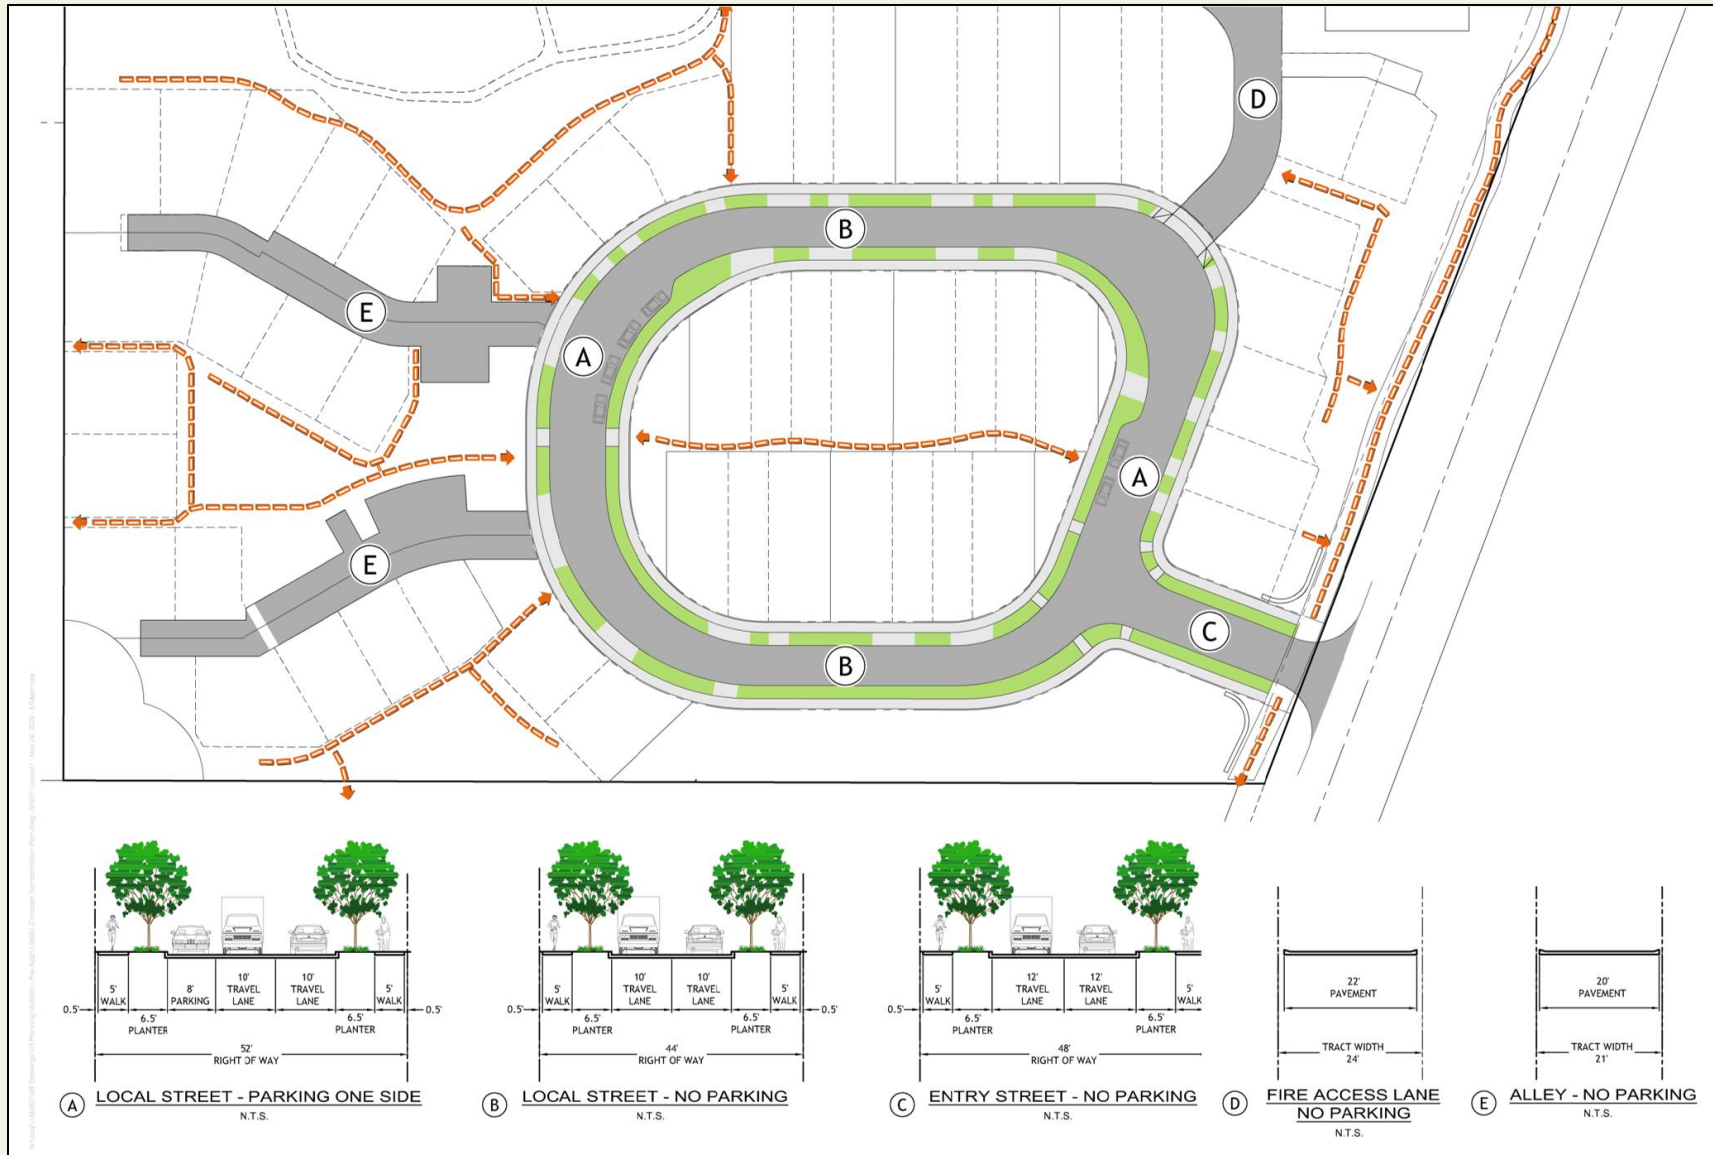 D
B
E
A
A
E
C
B
5'
WALK
6.5'
PLANTER
8'
PARKING
10'
TRAVEL
LANE
10'
TRAVEL
LANE
6.5'
PLANTER
5'
WALK
0.5'
0.5'
52'
RIGHT OF WAY
A LOCAL STREET - PARKING ONE SIDE
N.T.S.
5'
WALK
6.5'
PLANTER
10'
TRAVEL
LANE
10'
TRAVEL
LANE
6.5'
PLANTER
5'
WALK
0.5'
0.5'
44'
RIGHT OF WAY
B LOCAL STREET - NO PARKING
N.T.S.
5'
WALK
6.5'
PLANTER
12'
TRAVEL
LANE
12'
TRAVEL
LANE
6.5'
PLANTER
5'
WALK
0.5'
48'
RIGHT OF WAY
C ENTRY STREET - NO PARKING
N.T.S.
22'
PAVEMENT
TRACT WIDTH
24'
D FIRE ACCESS LANE
NO PARKING
N.T.S.
20'
PAVEMENT
TRACT WIDTH
21'
E ALLEY - NO PARKING
N.T.S.